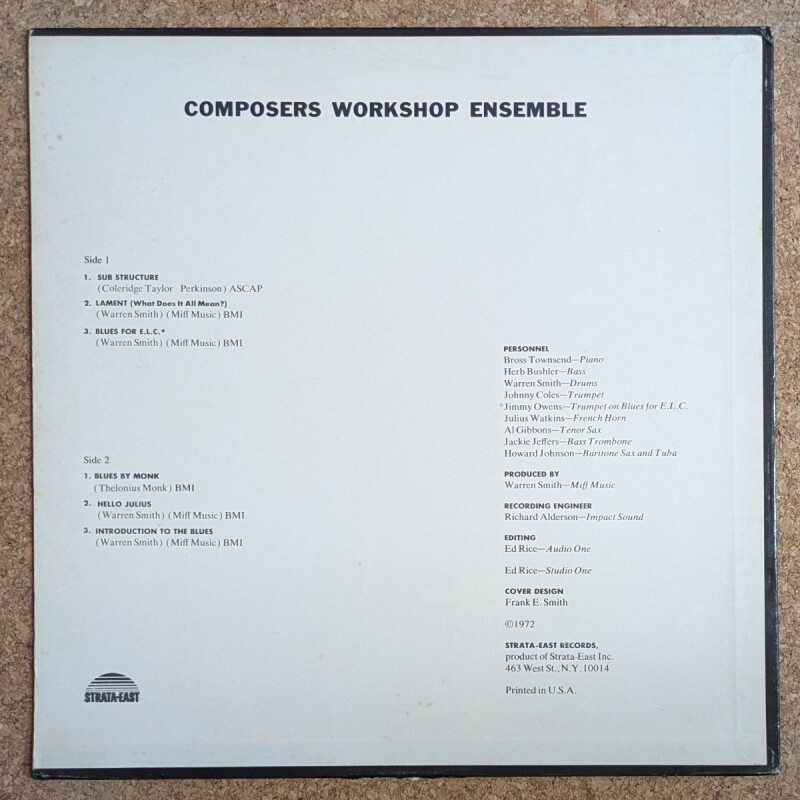 COMPOSERS WORKSHOP ENSEMBLE
Side 1
1. SUB STRUCTURE
(Coleridge Taylor Perkinson) ASCAP
2. LAMENT (What Does It All Mean?)
(Warren Smith) (Miff Music) BMI
3. BLUES FOR E.L.C.*
(Warren Smith) (Miff Music) BMI
Side 2
1. BLUES BY MONK
(Thelonius Monk) BMI
2. HELLO JULIUS
(Warren Smith) (Miff Music) BMI
3. INTRODUCTION TO THE BLUES
(Warren Smith) (Miff Music) BMI
STRATA-EAST
PERSONNEL
Bross Townsend—Piano
Herb Bushler—Bass
Warren Smith—Drums
Johnny Coles—Trumpet
*Jimmy Owens—Trumpet on Blues for E.L.C.
Julius Watkins—French Horn
Al Gibbons—Tenor Sax
Jackie Jeffers—Bass Trombone
Howard Johnson—Baritone Sax and Tuba
PRODUCED BY
Warren Smith—Miff Music
RECORDING ENGINEER
Richard Alderson—Impact Sound
EDITING
Ed Rice—Audio One
Ed Rice—Studio One
COVER DESIGN
Frank E. Smith
©1972
STRATA-EAST RECORDS,
product of Strata-East Inc.
463 West St., N.Y. 10014
Printed in U.S.A.